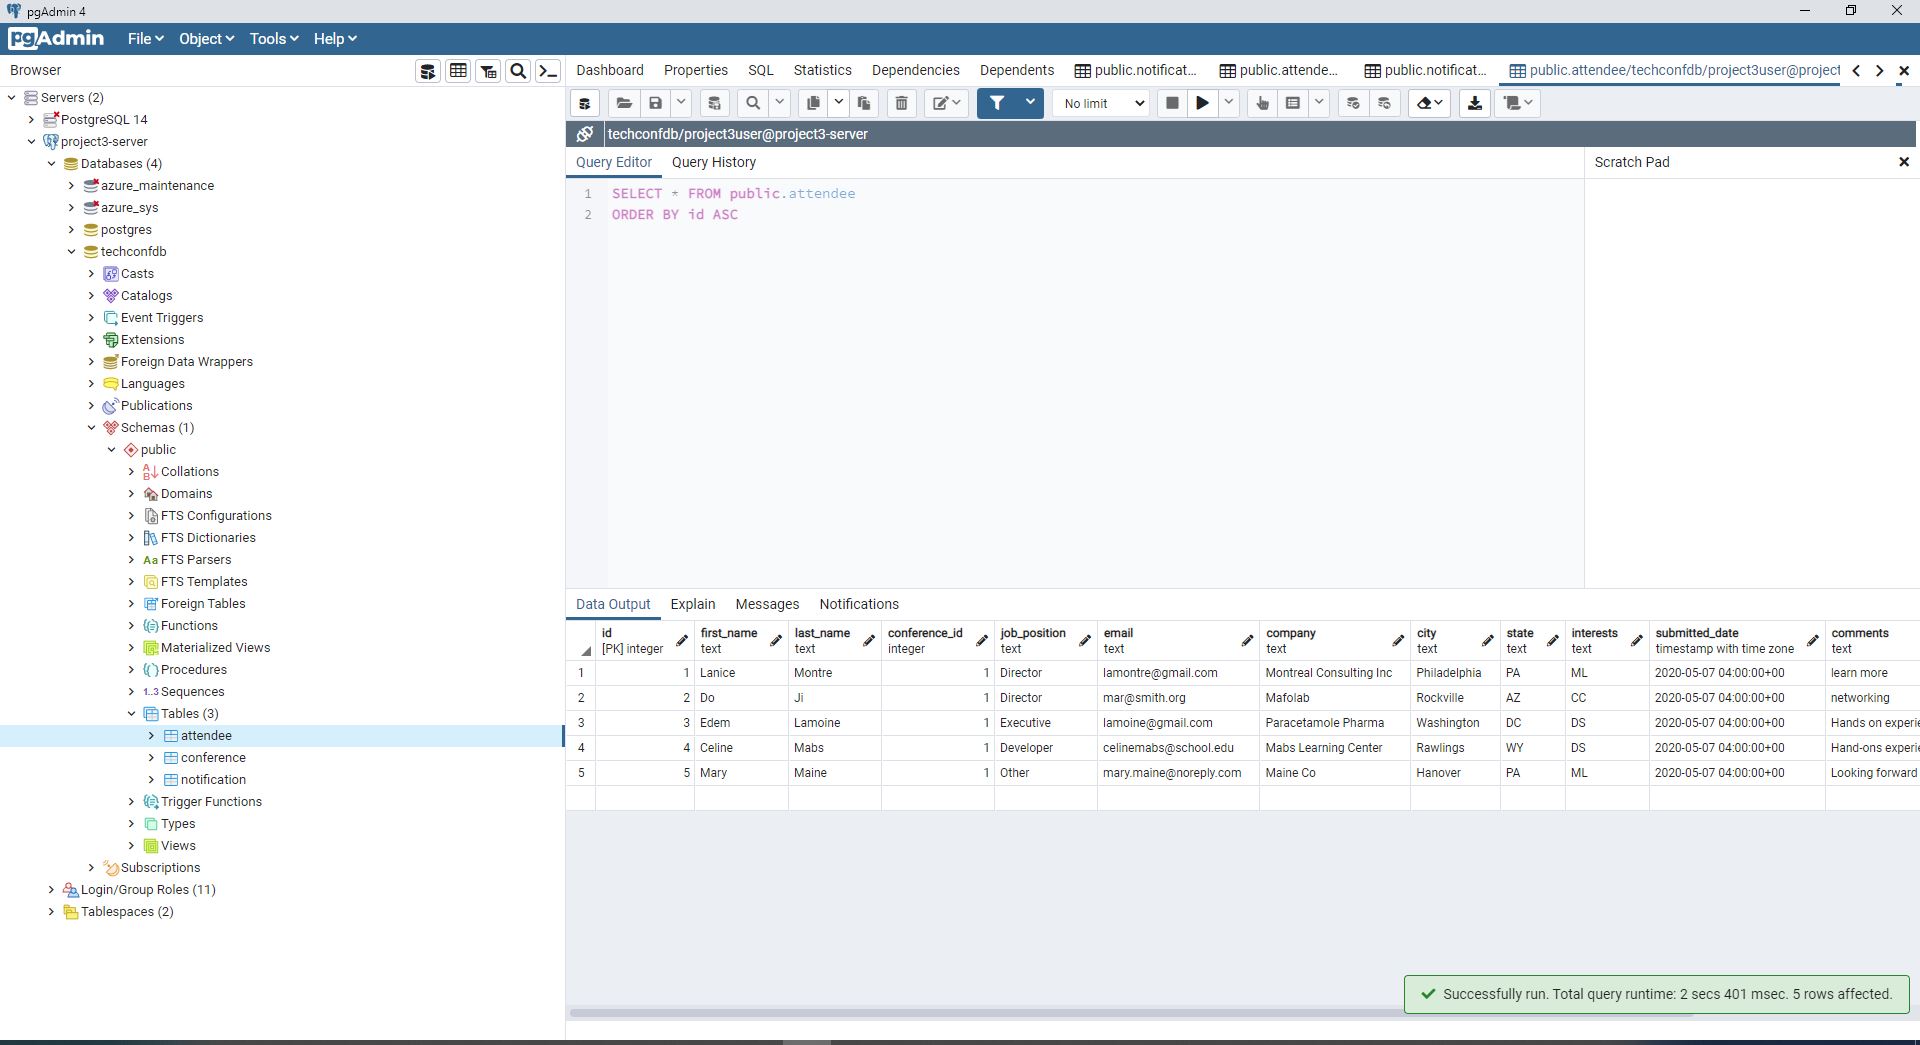 pgAdmin 4
pgAdmin File Object Tools Help
Browser
Servers (2)
PostgreSQL 14
project3-server
Databases (4)
azure_maintenance
azure_sys
postgres
techconfdb
Casts
Catalogs
Event Triggers
Extensions
Foreign Data Wrappers
Languages
Publications
Schemas (1)
public
Collations
Domains
FTS Configurations
FTS Dictionaries
Aa FTS Parsers
FTS Templates
Foreign Tables
Functions
Materialized Views
Procedures
1..3 Sequences
Tables (3)
attendee
conference
notification
Trigger Functions
Types
Views
Subscriptions
Login/Group Roles (11)
Tablespaces (2)
Dashboard Properties SQL Statistics Dependencies Dependents public.notificat... public.attende... public.notificat... public.attendee/techconfdb/project3user@project
No limit
techconfdb/project3user@project3-server
Query Editor Query History
Scratch Pad
1 SELECT * FROM public.attendee
2 ORDER BY id ASC
Data Output Explain Messages Notifications
id first_name last_name conference_id job_position email company city state interests submitted_date comments
[PK] integer text text integer text text text text text text timestamp with time zone text
1 1 Lanice Montre 1 Director lamontre@gmail.com Montreal Consulting Inc Philadelphia PA ML 2020-05-07 04:00:00+00 learn more
2 2 Do Ji 1 Director mar@smith.org Mafolab Rockville AZ CC 2020-05-07 04:00:00+00 networking
3 3 Edem Lamoine 1 Executive lamoine@gmail.com Paracetamole Pharma Washington DC DS 2020-05-07 04:00:00+00 Hands on experie
4 4 Celine Mabs 1 Developer celinemabs@school.edu Mabs Learning Center Rawlings WY DS 2020-05-07 04:00:00+00 Hand-ons experie
5 5 Mary Maine 1 Other mary.maine@noreply.com Maine Co Hanover PA ML 2020-05-07 04:00:00+00 Looking forward
Successfully run. Total query runtime: 2 secs 401 msec. 5 rows affected.